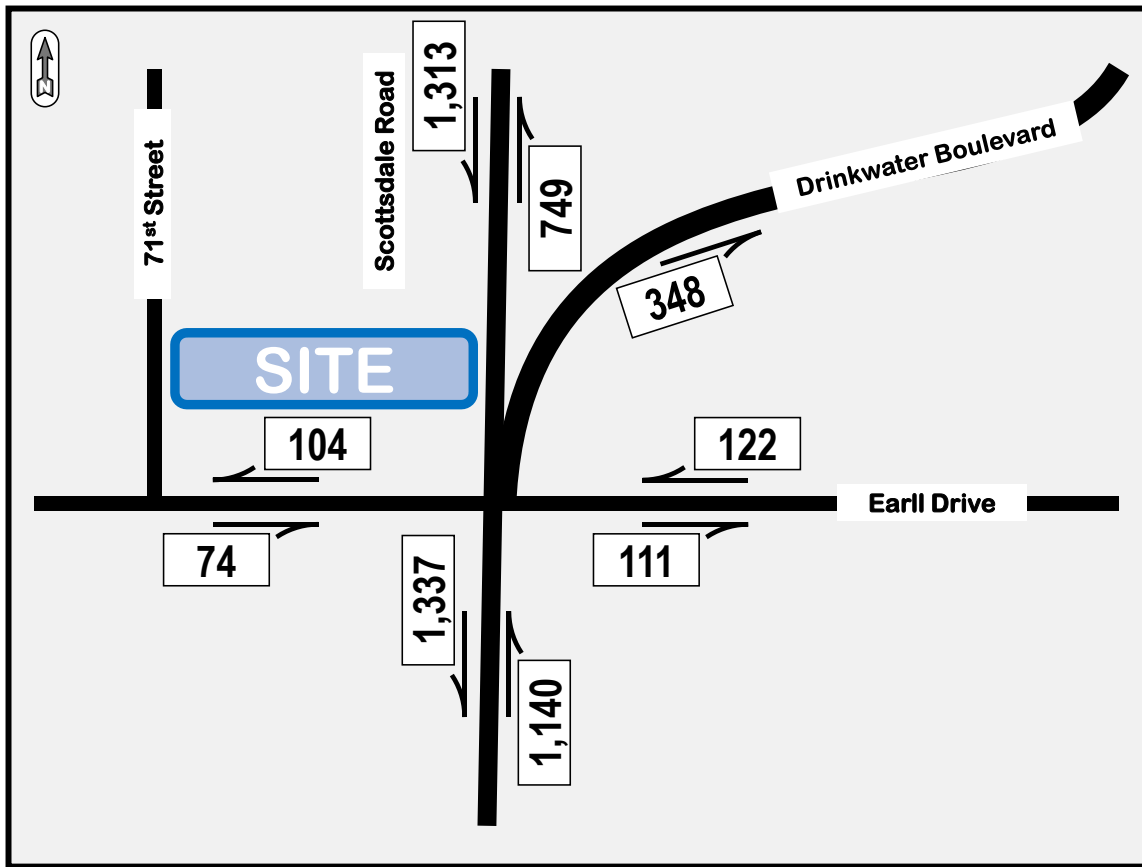 N
1,313
Scottsdale Road
71st Street
749
Drinkwater Boulevard
348
SITE
104
122
Earll Drive
74
111
1,337
1,140